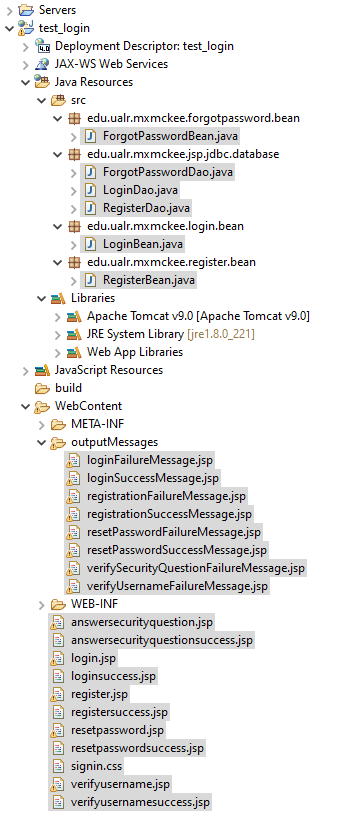 Servers
test_login
Deployment Descriptor: test_login
JAX-WS Web Services
Java Resources
src
edu.ualr.mxmckee.forgotpassword.bean
ForgotPasswordBean.java
edu.ualr.mxmckee.jsp.jdbc.database
ForgotPasswordDao.java
LoginDao.java
RegisterDao.java
edu.ualr.mxmckee.login.bean
LoginBean.java
edu.ualr.mxmckee.register.bean
RegisterBean.java
Libraries
Apache Tomcat v9.0 [Apache Tomcat v9.0]
JRE System Library [jre1.8.0_221]
Web App Libraries
JavaScript Resources
build
WebContent
META-INF
outputMessages
loginFailureMessage.jsp
loginSuccessMessage.jsp
registrationFailureMessage.jsp
registrationSuccessMessage.jsp
resetPasswordFailureMessage.jsp
resetPasswordSuccessMessage.jsp
verifySecurityQuestionFailureMessage.jsp
verifyUsernameFailureMessage.jsp
WEB-INF
answersecurityquestion.jsp
answersecurityquestionsuccess.jsp
login.jsp
loginsuccess.jsp
register.jsp
registersuccess.jsp
resetpassword.jsp
resetpasswordsuccess.jsp
signin.css
verifyusername.jsp
verifyusernamesuccess.jsp